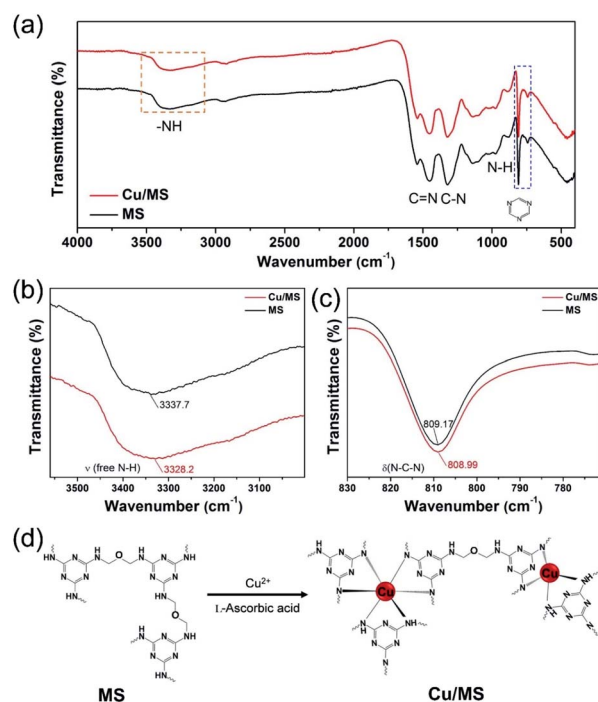 (a)
Transmittance (%)
-NH
C=N
C-N
N-H
N
N
N
Cu/MS
MS
4000
3500
3000
2500
2000
1500
1000
500
Wavenumber (cm-1)
(b)
Transmittance (%)
Cu/MS
MS
3337.7
ν (free N-H)
3328.2
3500
3400
3300
3200
3100
3000
Wavenumber (cm-1)
(c)
Transmittance (%)
Cu/MS
MS
809.17
808.99
δ(N-C-N)
830
820
810
800
790
780
770
Wavenumber (cm-1)
(d)
Cu2+
L-Ascorbic acid
Cu
Cu
MS
Cu/MS